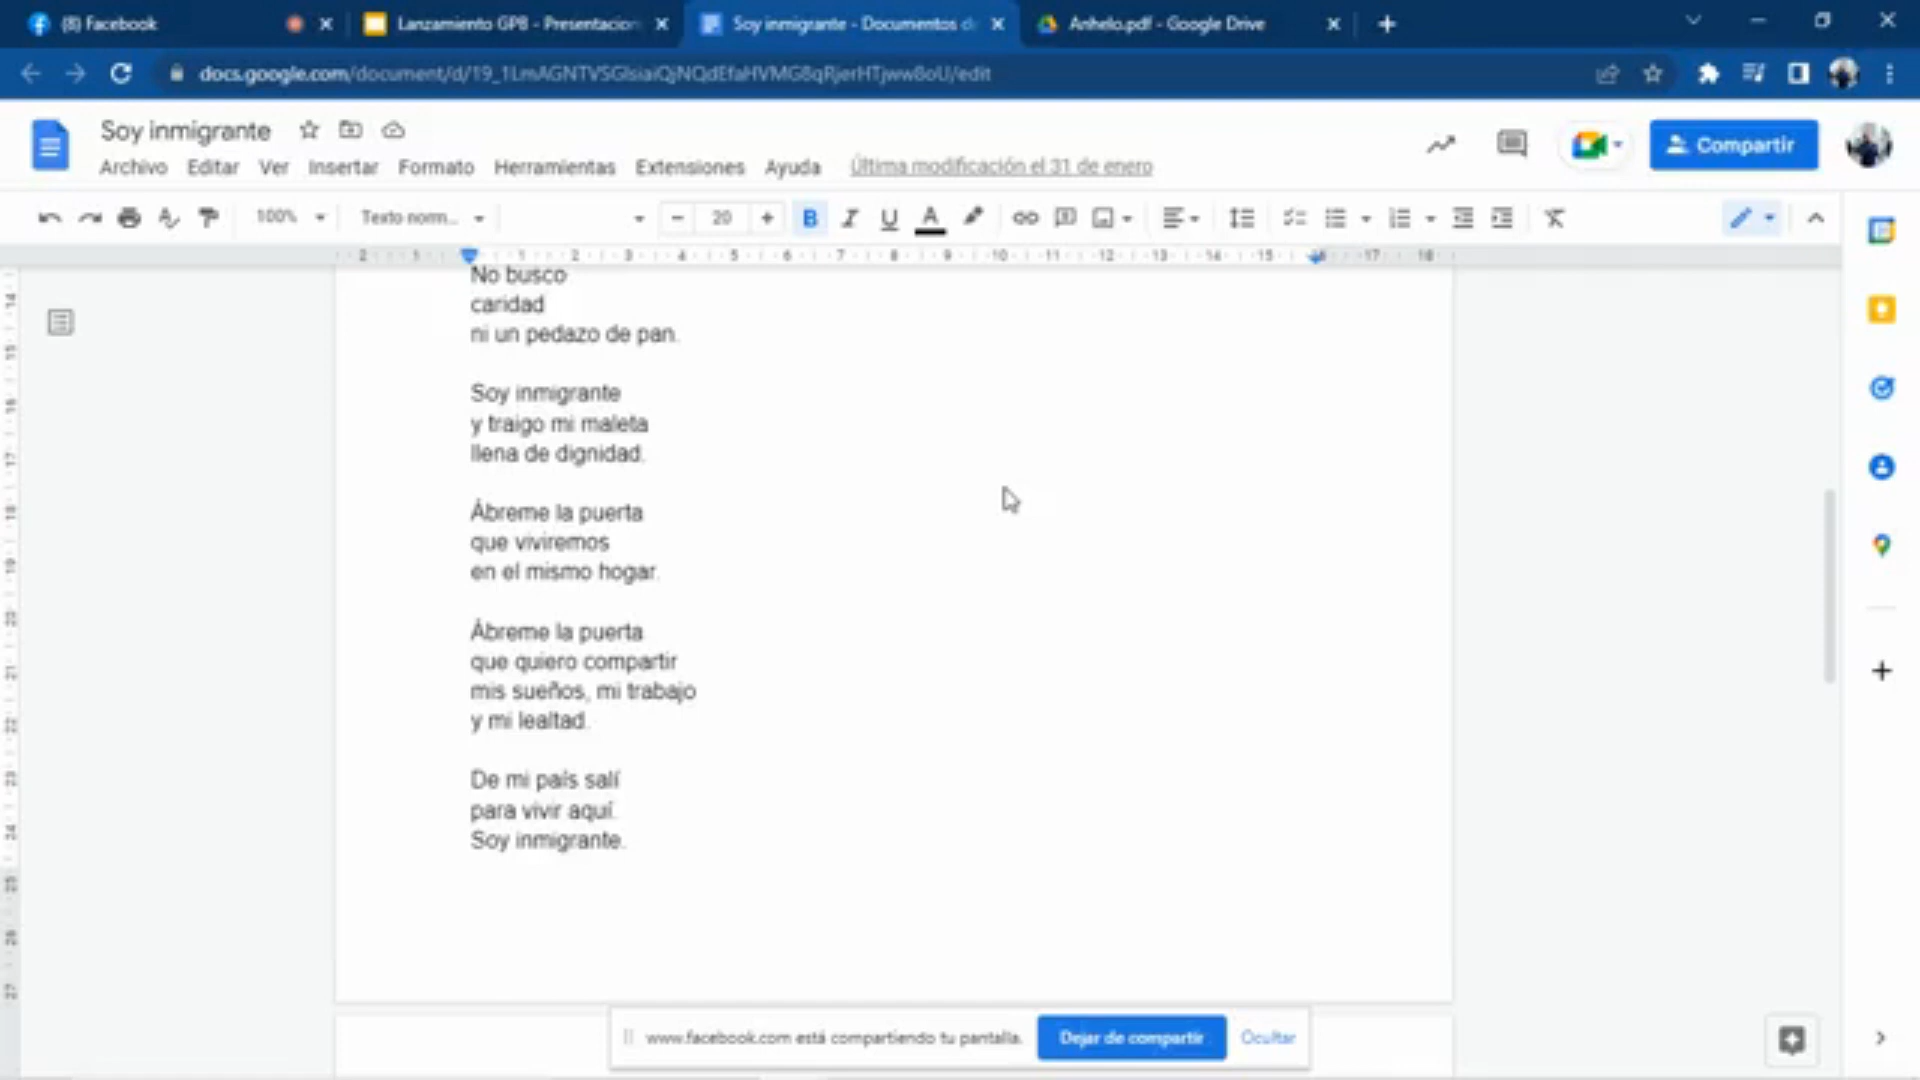 (8) Facebook
Lanzamiento GPB - Presentacion
Soy inmigrante - Documentos d
Anhelo.pdf - Google Drive
Soy inmigrante
Archivo Editar Ver Insertar Formato Herramientas Extensiones Ayuda Última modificación el 31 de enero
Compartir
100% Texto norm... 20
No busco
caridad
ni un pedazo de pan.
Soy inmigrante
y traigo mi maleta
llena de dignidad.
Ábreme la puerta
que viviremos
en el mismo hogar.
Ábreme la puerta
que quiero compartir
mis sueños, mi trabajo
y mi lealtad.
De mi país salí
para vivir aquí.
Soy inmigrante.
www.facebook.com está compartiendo tu pantalla. Dejar de compartir Ocultar